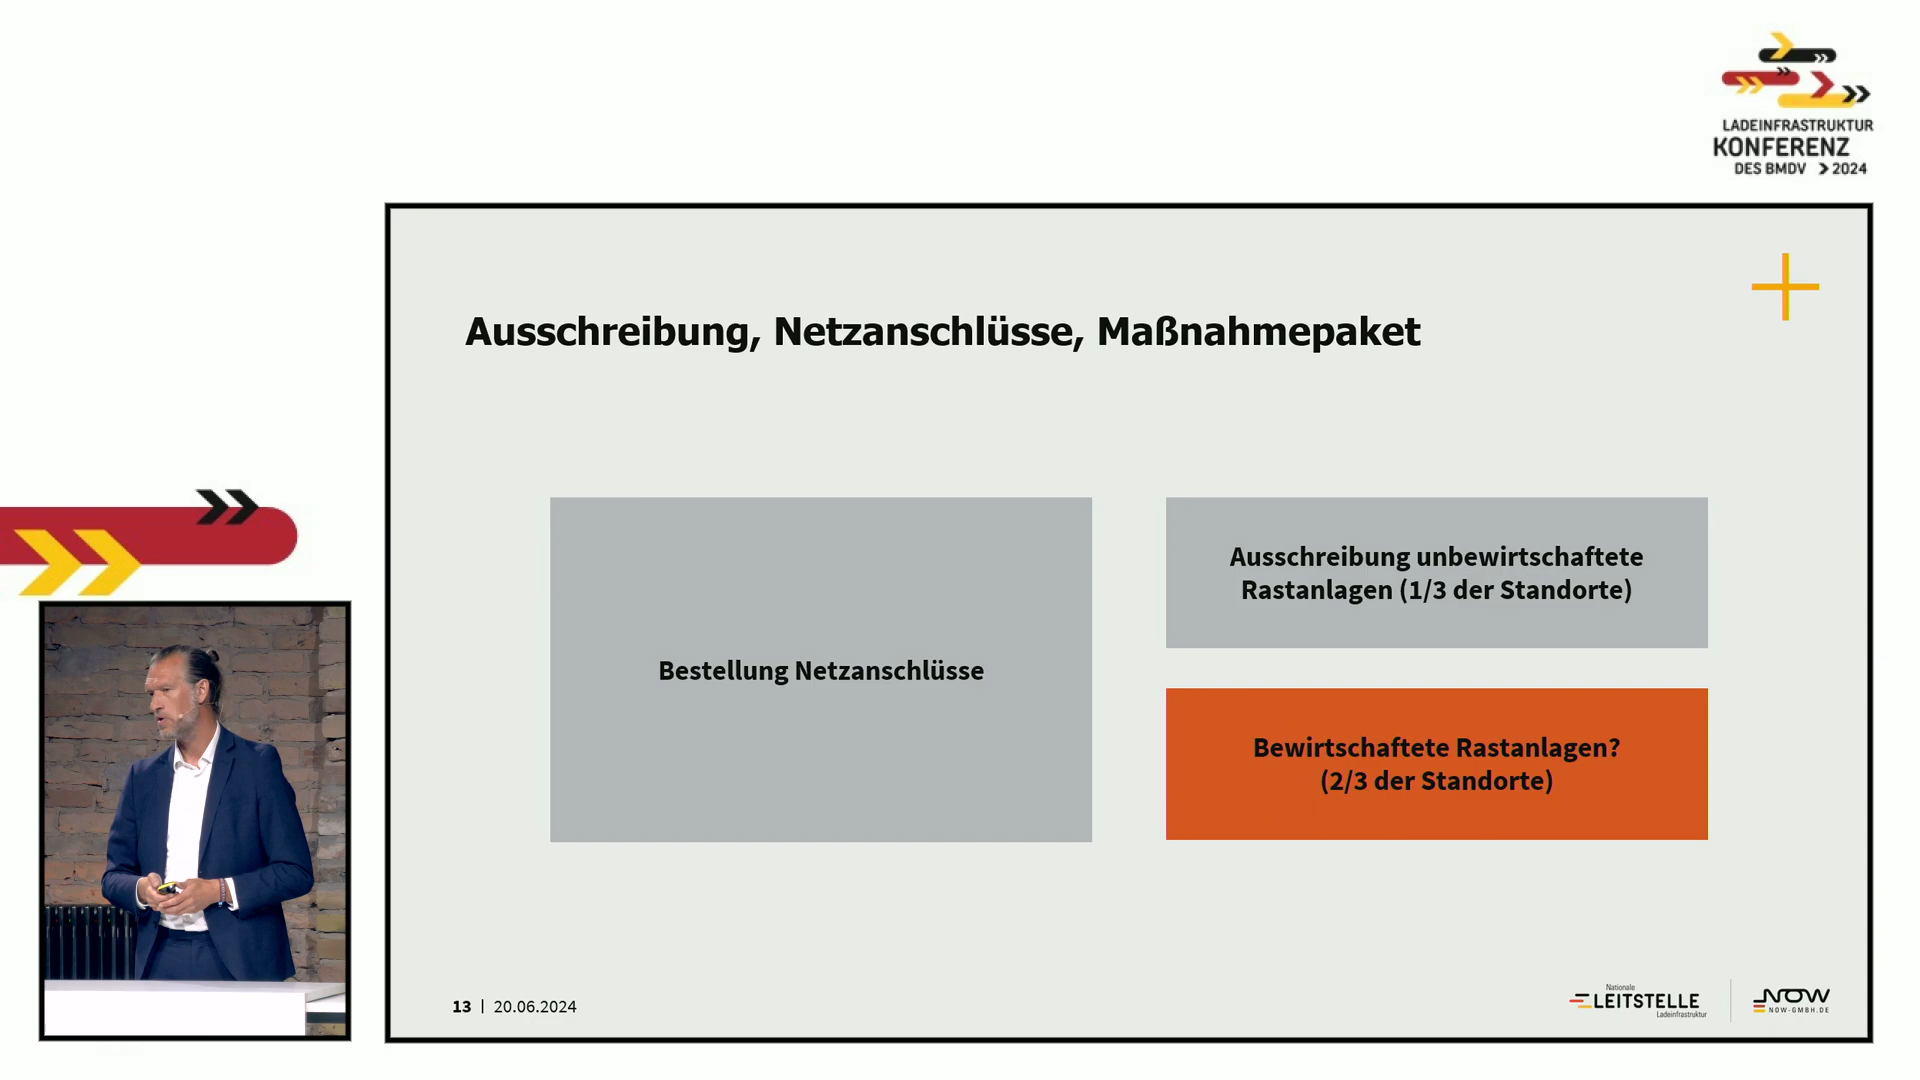 LADEINFRASTRUKTUR
KONFERENZ
DES BMDV 2024
Ausschreibung, Netzanschlüsse, Maßnahmepaket
Bestellung Netzanschlüsse
Ausschreibung unbewirtschaftete
Rastanlagen (1/3 der Standorte)
Bewirtschaftete Rastanlagen?
(2/3 der Standorte)
13 | 20.06.2024
Nationale
LEITSTELLE
Ladeinfrastruktur
NOW
NOW-GMBH.DE